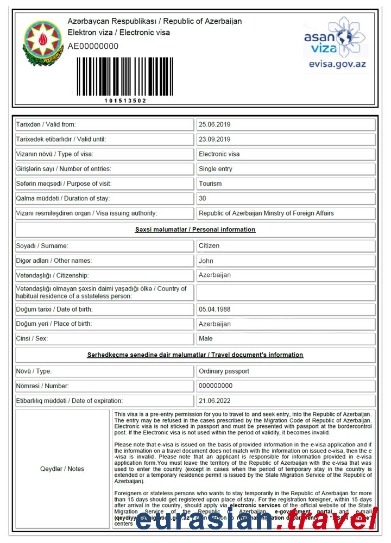 Azərbaycan Respublikası / Republic of Azerbaijan
Elektron viza / Electronic visa
AE00000000
101513502
asan viza
evisa.gov.az
Tarixdən / Valid from: 25.06.2019
Tarixədək etibarlıdır / Valid until: 23.09.2019
Vizanın növü / Type of visa: Electronic visa
Girişlərin sayı / Number of entries: Single entry
Səfərin məqsədi / Purpose of visit: Tourism
Qalma müddəti / Duration of stay: 30
Vizanı rəsmiləşdirən orqan / Visa issuing authority: Republic of Azerbaijan Ministry of Foreign Affairs
Şəxsi məlumatlar / Personal information
Soyadı / Surname: Citizen
Digər adları / Other names: John
Vətəndaşlığı / Citizenship: Azerbaijan
Vətəndaşlığı olmayan şəxsin daimi yaşadığı ölkə / Country of
habitual residence of a stateless person:
Doğum tarixi / Date of birth: 05.04.1988
Doğum yeri / Place of birth: Azerbaijan
Cinsi / Sex: Male
Sərhədkeçmə sənədinə dair məlumatlar / Travel document's information
Növü / Type: Ordinary passport
Nömrəsi / Number: 000000000
Etibarlılıq müddəti / Date of expiration: 21.06.2022
Qeydlər / Notes
This visa is a pre-entry permission for you to travel to and seek entry, into the Republic of Azerbaijan.
The entry may be refused in the cases prescribed by the Migration Code of Republic of Azerbaijan.
Electronic visa is not sticked in passport and must be presented with passport at the bordercontrol
post. If the Electronic visa is not used within the period of validity, it becomes invalid.
Please note that e-visa is issued on the basis of provided information in the e-visa application and if
the information on a travel document does not match with the information on issued e-visa, then the e-
visa is invalid. Please note that an applicant is responsible for information provided in e-visa
application form.You must leave the territory of the Republic of Azerbaijan with the e-visa that was
used to enter the country (except in cases when the period of temporary stay in the country is
extended or a temporary residence permit is issued by the State Migration Service of the Republic of
Azerbaijan).
Foreigners or stateless persons who wants to stay temporarily in the Republic of Azerbaijan for more
than 15 days should get registered upon place of stay. For the registration foreigner, within 15 days
after arrival in the country, should apply via electronic services of the official website of the State
Migration Service of the Republic of Azerbaijan, e-government portal and e-mail
centers
eurasian.travel